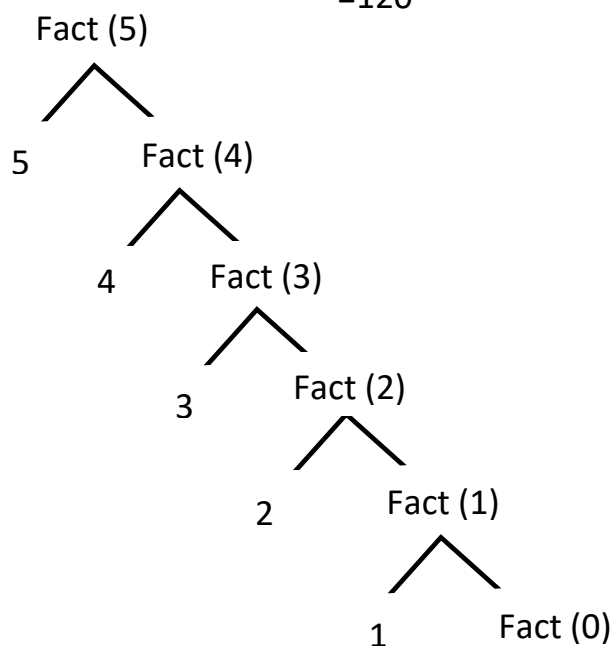 =120
Fact (5)
5
Fact (4)
4
Fact (3)
3
Fact (2)
2
Fact (1)
1
Fact (0)